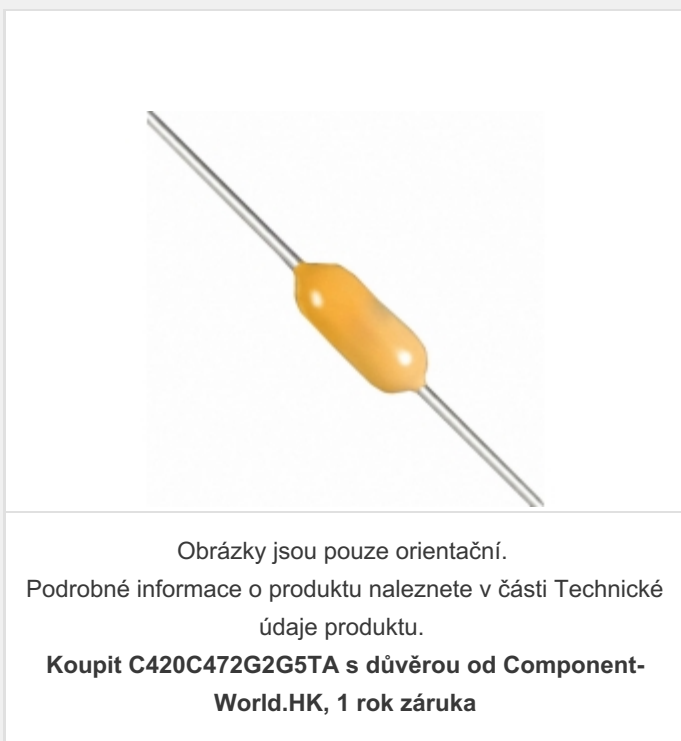 Obrázky jsou pouze orientační.
Podrobné informace o produktu naleznete v části Technické
údaje produktu.
Koupit C420C472G2G5TA s důvěrou od Component-
World.HK, 1 rok záruka